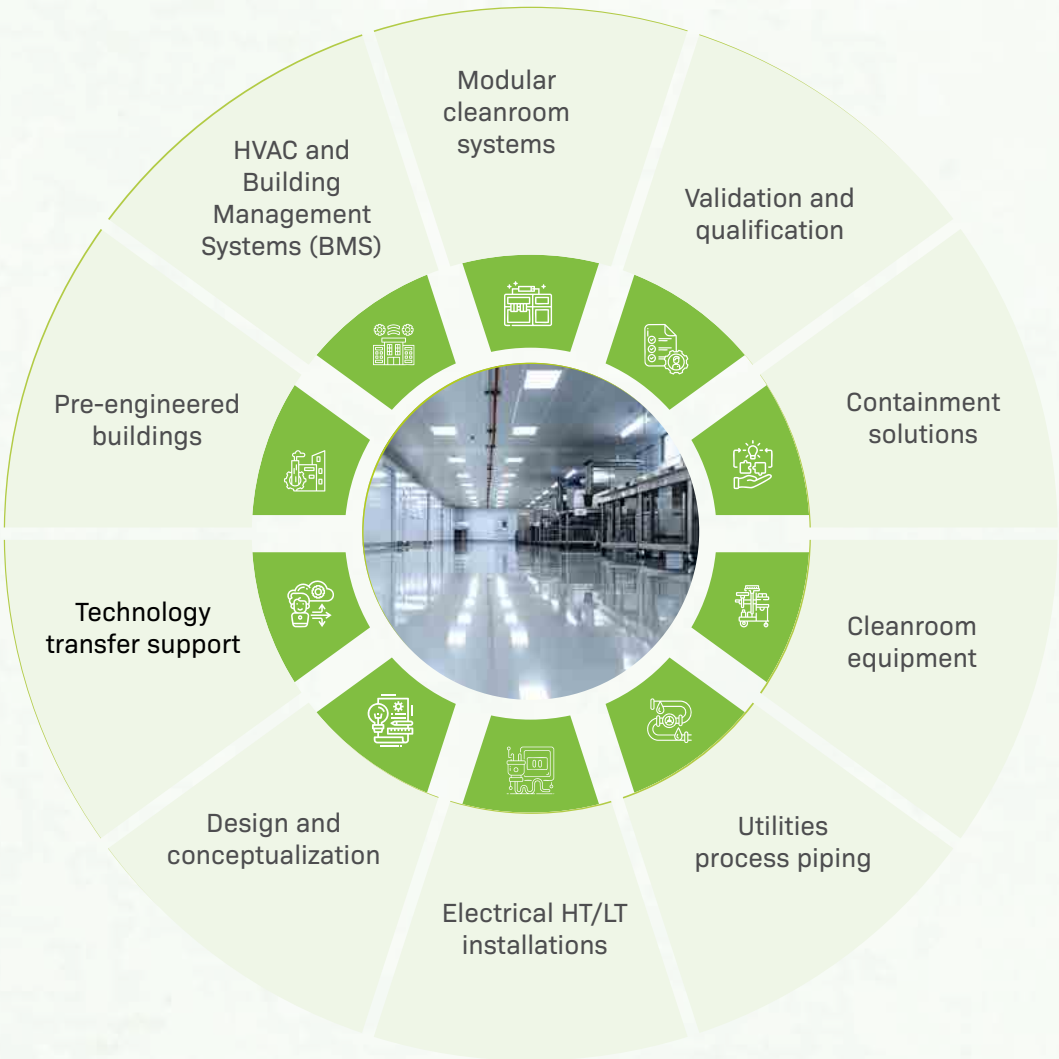 Modular
cleanroom
systems
HVAC and
Building
Management
Systems (BMS)
Validation and
qualification
Pre-engineered
buildings
Containment
solutions
Technology
transfer support
Cleanroom
equipment
Design and
conceptualization
Utilities
process piping
Electrical HT/LT
installations